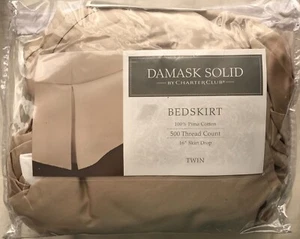 DAMASK SOLID
BY CHARTER CLUB
BEDSKIRT
100% Pima Cotton
500 Thread Count
16" Skirt Drop
TWIN